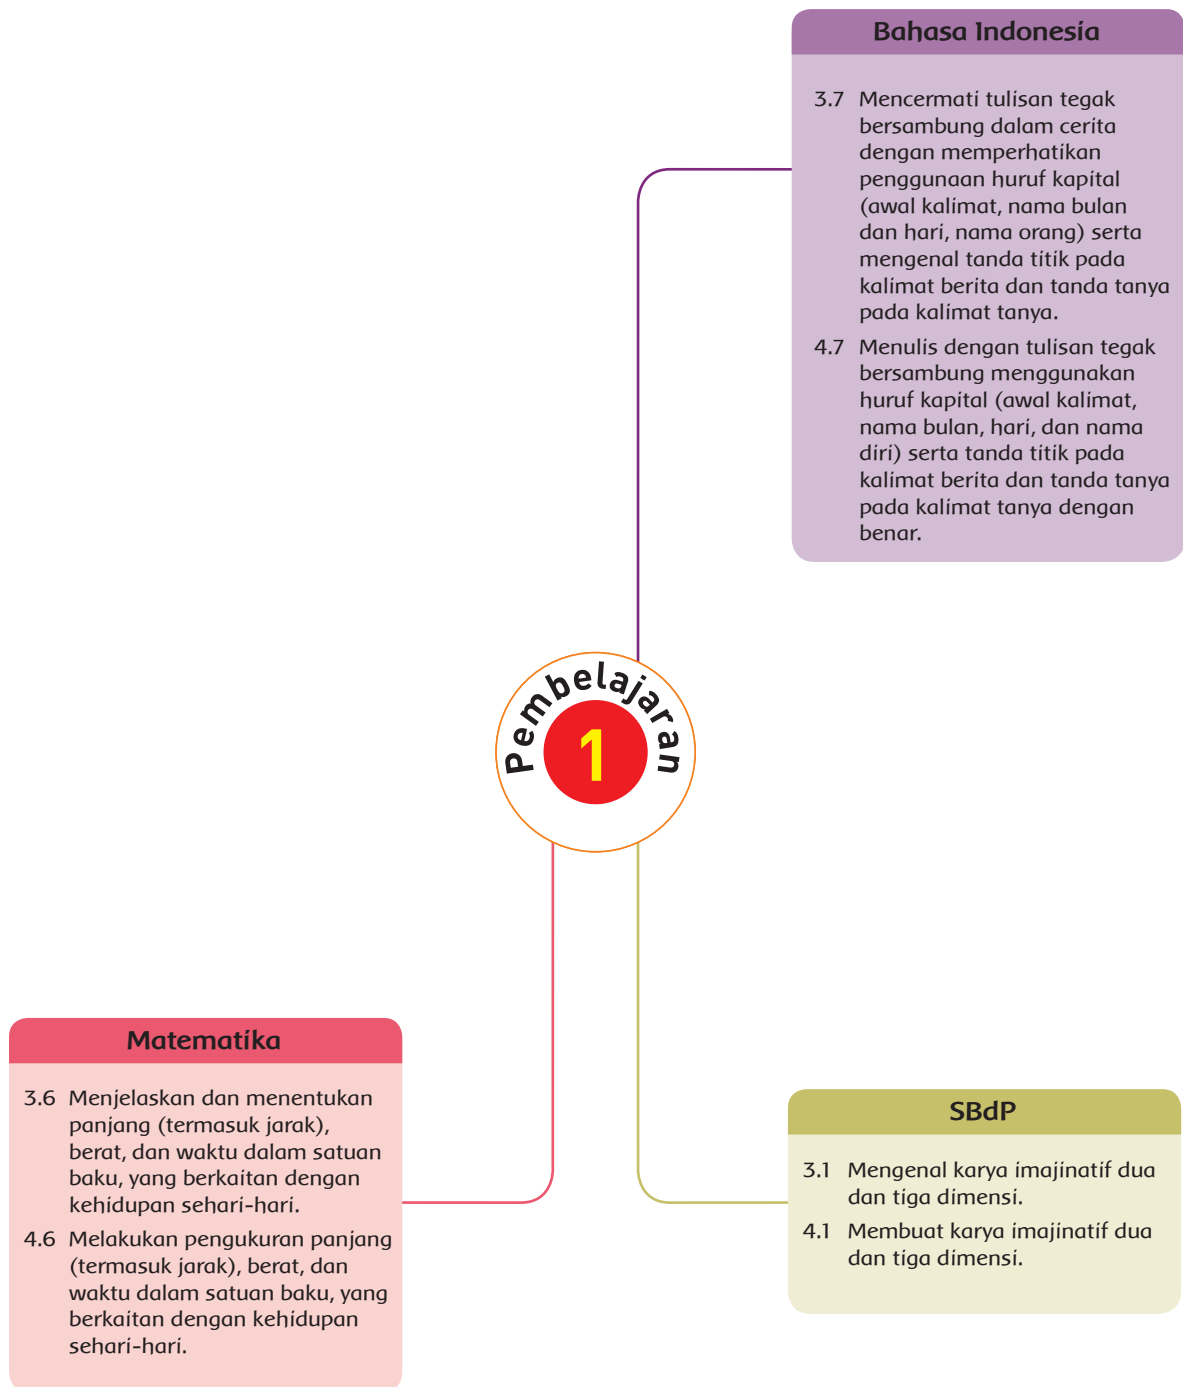 Bahasa Indonesia
3.7 Mencermati tulisan tegak
bersambung dalam cerita
dengan memperhatikan
penggunaan huruf kapital
(awal kalimat, nama bulan
dan hari, nama orang) serta
mengenal tanda titik pada
kalimat berita dan tanda tanya
pada kalimat tanya.
4.7 Menulis dengan tulisan tegak
bersambung menggunakan
huruf kapital (awal kalimat,
nama bulan, hari, dan nama
diri) serta tanda titik pada
kalimat berita dan tanda tanya
pada kalimat tanya dengan
benar.
Pembelajaran
1
Matematika
3.6 Menjelaskan dan menentukan
panjang (termasuk jarak),
berat, dan waktu dalam satuan
baku, yang berkaitan dengan
kehidupan sehari-hari.
4.6 Melakukan pengukuran panjang
(termasuk jarak), berat, dan
waktu dalam satuan baku, yang
berkaitan dengan kehidupan
sehari-hari.
SBdP
3.1 Mengenal karya imajinatif dua
dan tiga dimensi.
4.1 Membuat karya imajinatif dua
dan tiga dimensi.